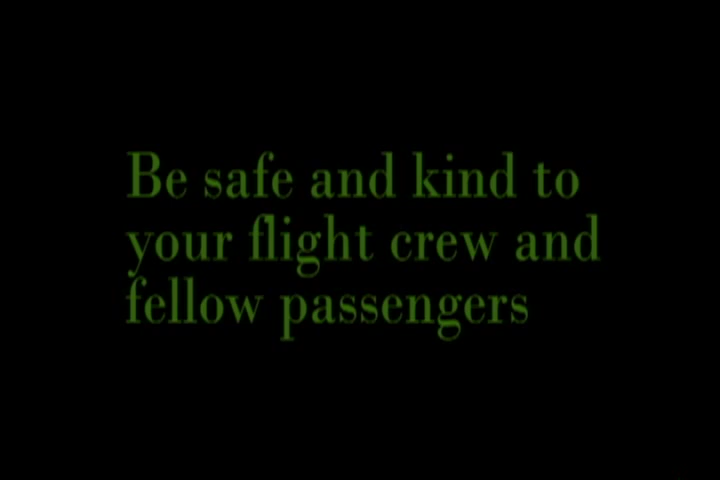 Be safe and kind to
your flight crew and
fellow passengers